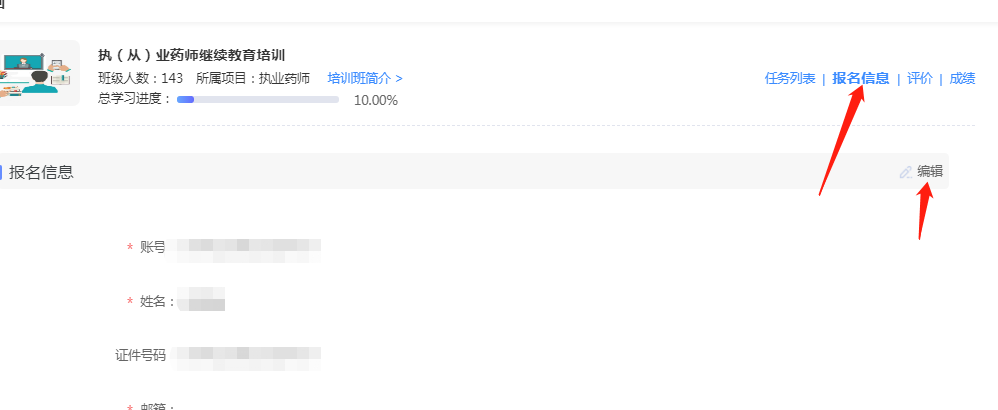 执（从）业药师继续教育培训
班级人数：143 所属项目：执业药师 培训班简介 >
任务列表 | 报名信息 | 评价 | 成绩
总学习进度： 10.00%
报名信息
编辑
* 账号
* 姓名：
证件号码
* 邮箱：